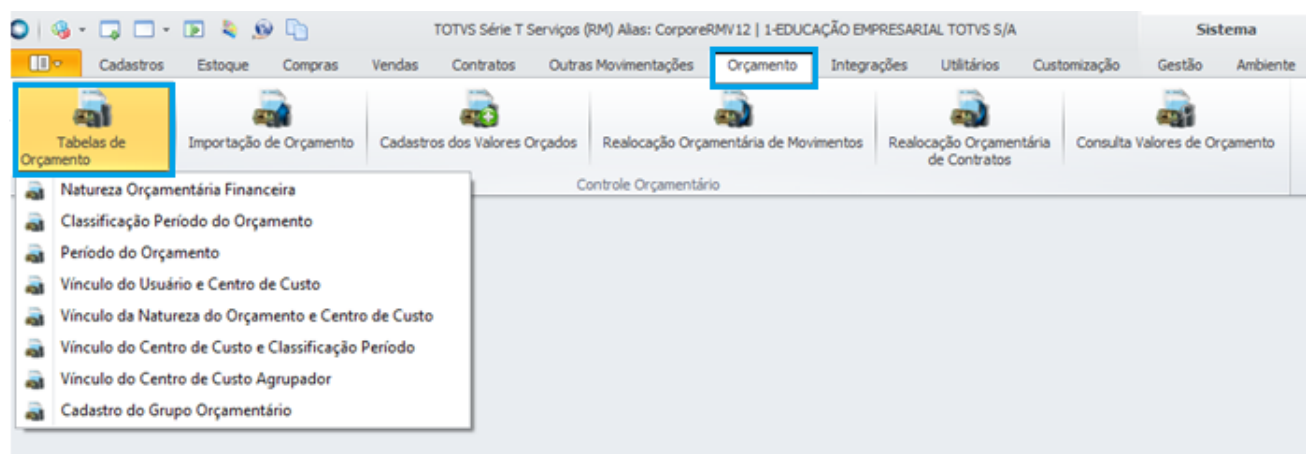 TOTVS Série T Serviços (RM) Alias: CorporeRMV12 | 1-EDUCAÇÃO EMPRESARIAL TOTVS S/A
Sistema
Cadastros Estoque Compras Vendas Contratos Outras Movimentações Orçamento Integrações Utilitários Customização Gestão Ambiente
Tabelas de
Orçamento
Importação de Orçamento
Cadastros dos Valores Orçados
Realocação Orçamentária de Movimentos
Realocação Orçamentária
de Contratos
Consulta Valores de Orçamento
Controle Orçamentário
Natureza Orçamentária Financeira
Classificação Período do Orçamento
Período do Orçamento
Vínculo do Usuário e Centro de Custo
Vínculo da Natureza do Orçamento e Centro de Custo
Vínculo do Centro de Custo e Classificação Período
Vínculo do Centro de Custo Agrupador
Cadastro do Grupo Orçamentário